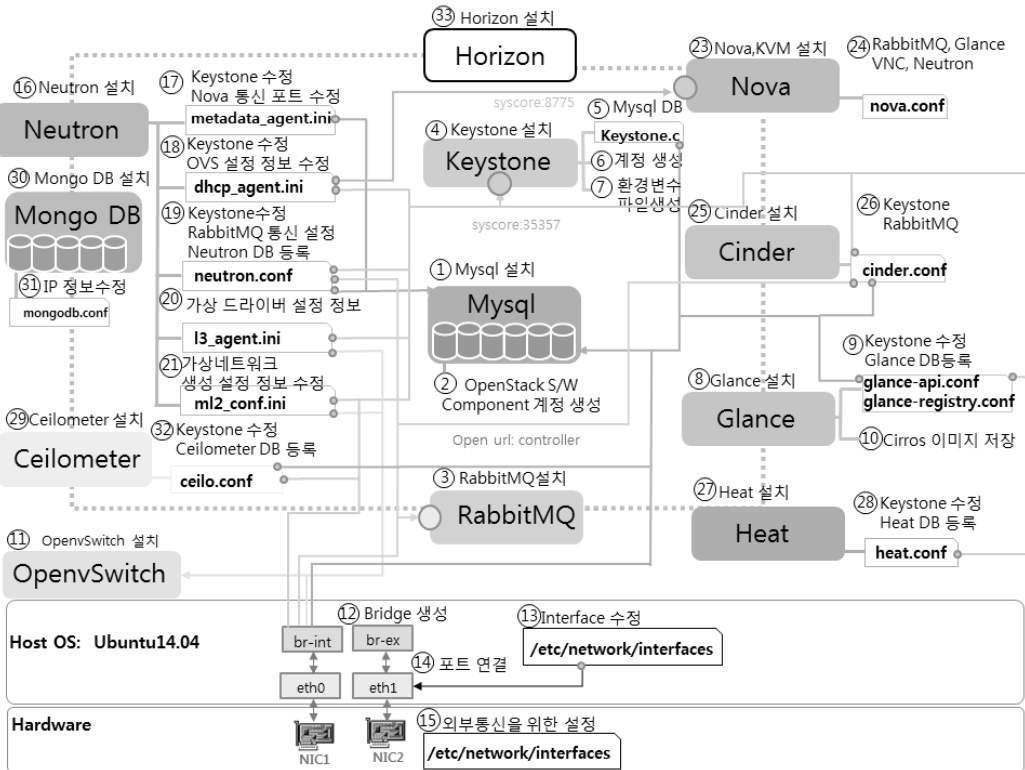 ㉝ Horizon 설치
Horizon
⑯ Neutron 설치
Neutron
⑰ Keystone 수정
Nova 통신 포트 수정
metadata_agent.ini
⑱ Keystone 수정
OVS 설정 정보 수정
dhcp_agent.ini
⑲ Keystone수정
RabbitMQ 통신 설정
Neutron DB 등록
neutron.conf
⑳ 가상 드라이버 설정 정보
l3_agent.ini
㉑ 가상네트워크
생성 설정 정보 수정
ml2_conf.ini
㉚ Mongo DB 설치
Mongo DB
㉛ IP 정보수정
mongodb.conf
㉙ Ceilometer 설치
Ceilometer
㉜ Keystone 수정
Ceilometer DB 등록
ceilo.conf
⑪ OpenvSwitch 설치
OpenvSwitch
syscore:8775
④ Keystone 설치
Keystone
⑤ Mysql DB
Keystone.c
⑥ 계정 생성
⑦ 환경변수
파일생성
syscore:35357
① Mysql 설치
Mysql
② OpenStack S/W
Component 계정 생성
Open url: controller
③ RabbitMQ설치
RabbitMQ
㉓ Nova,KVM 설치
Nova
㉔ RabbitMQ, Glance
VNC, Neutron
nova.conf
㉕ Cinder 설치
Cinder
㉖ Keystone
RabbitMQ
cinder.conf
⑧ Glance 설치
Glance
⑨ Keystone 수정
Glance DB등록
glance-api.conf
glance-registry.conf
⑩ Cirros 이미지 저장
㉗ Heat 설치
Heat
㉘ Keystone 수정
Heat DB 등록
heat.conf
Host OS: Ubuntu14.04
br-int
eth0
⑫ Bridge 생성
br-ex
eth1
⑬ Interface 수정
/etc/network/interfaces
⑭ 포트 연결
Hardware
NIC1
NIC2
⑮ 외부통신을 위한 설정
/etc/network/interfaces